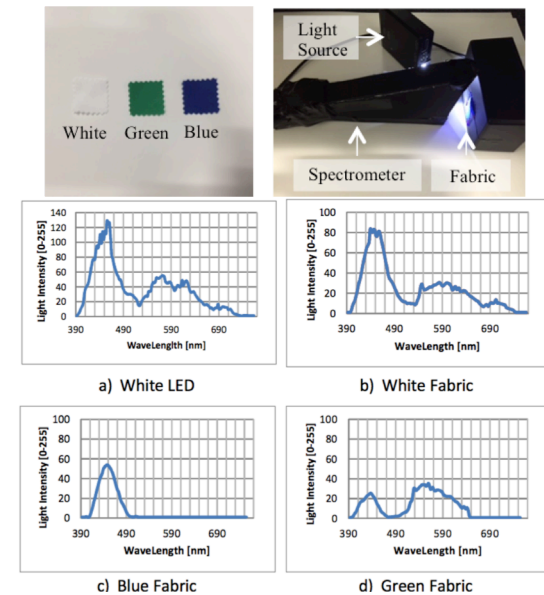 White Green Blue
Light
Source
Spectrometer
Fabric
Light Intensity [0-255]
140
120
100
80
60
40
20
0
390 490 590 690
WaveLength [nm]
a) White LED
Light Intensity [0-255]
100
80
60
40
20
0
390 490 590 690
WaveLength [nm]
b) White Fabric
Light Intensity [0-255]
100
80
60
40
20
0
390 490 590 690
WaveLength [nm]
c) Blue Fabric
Light Intensity [0-255]
100
80
60
40
20
0
390 490 590 690
WaveLength [nm]
d) Green Fabric